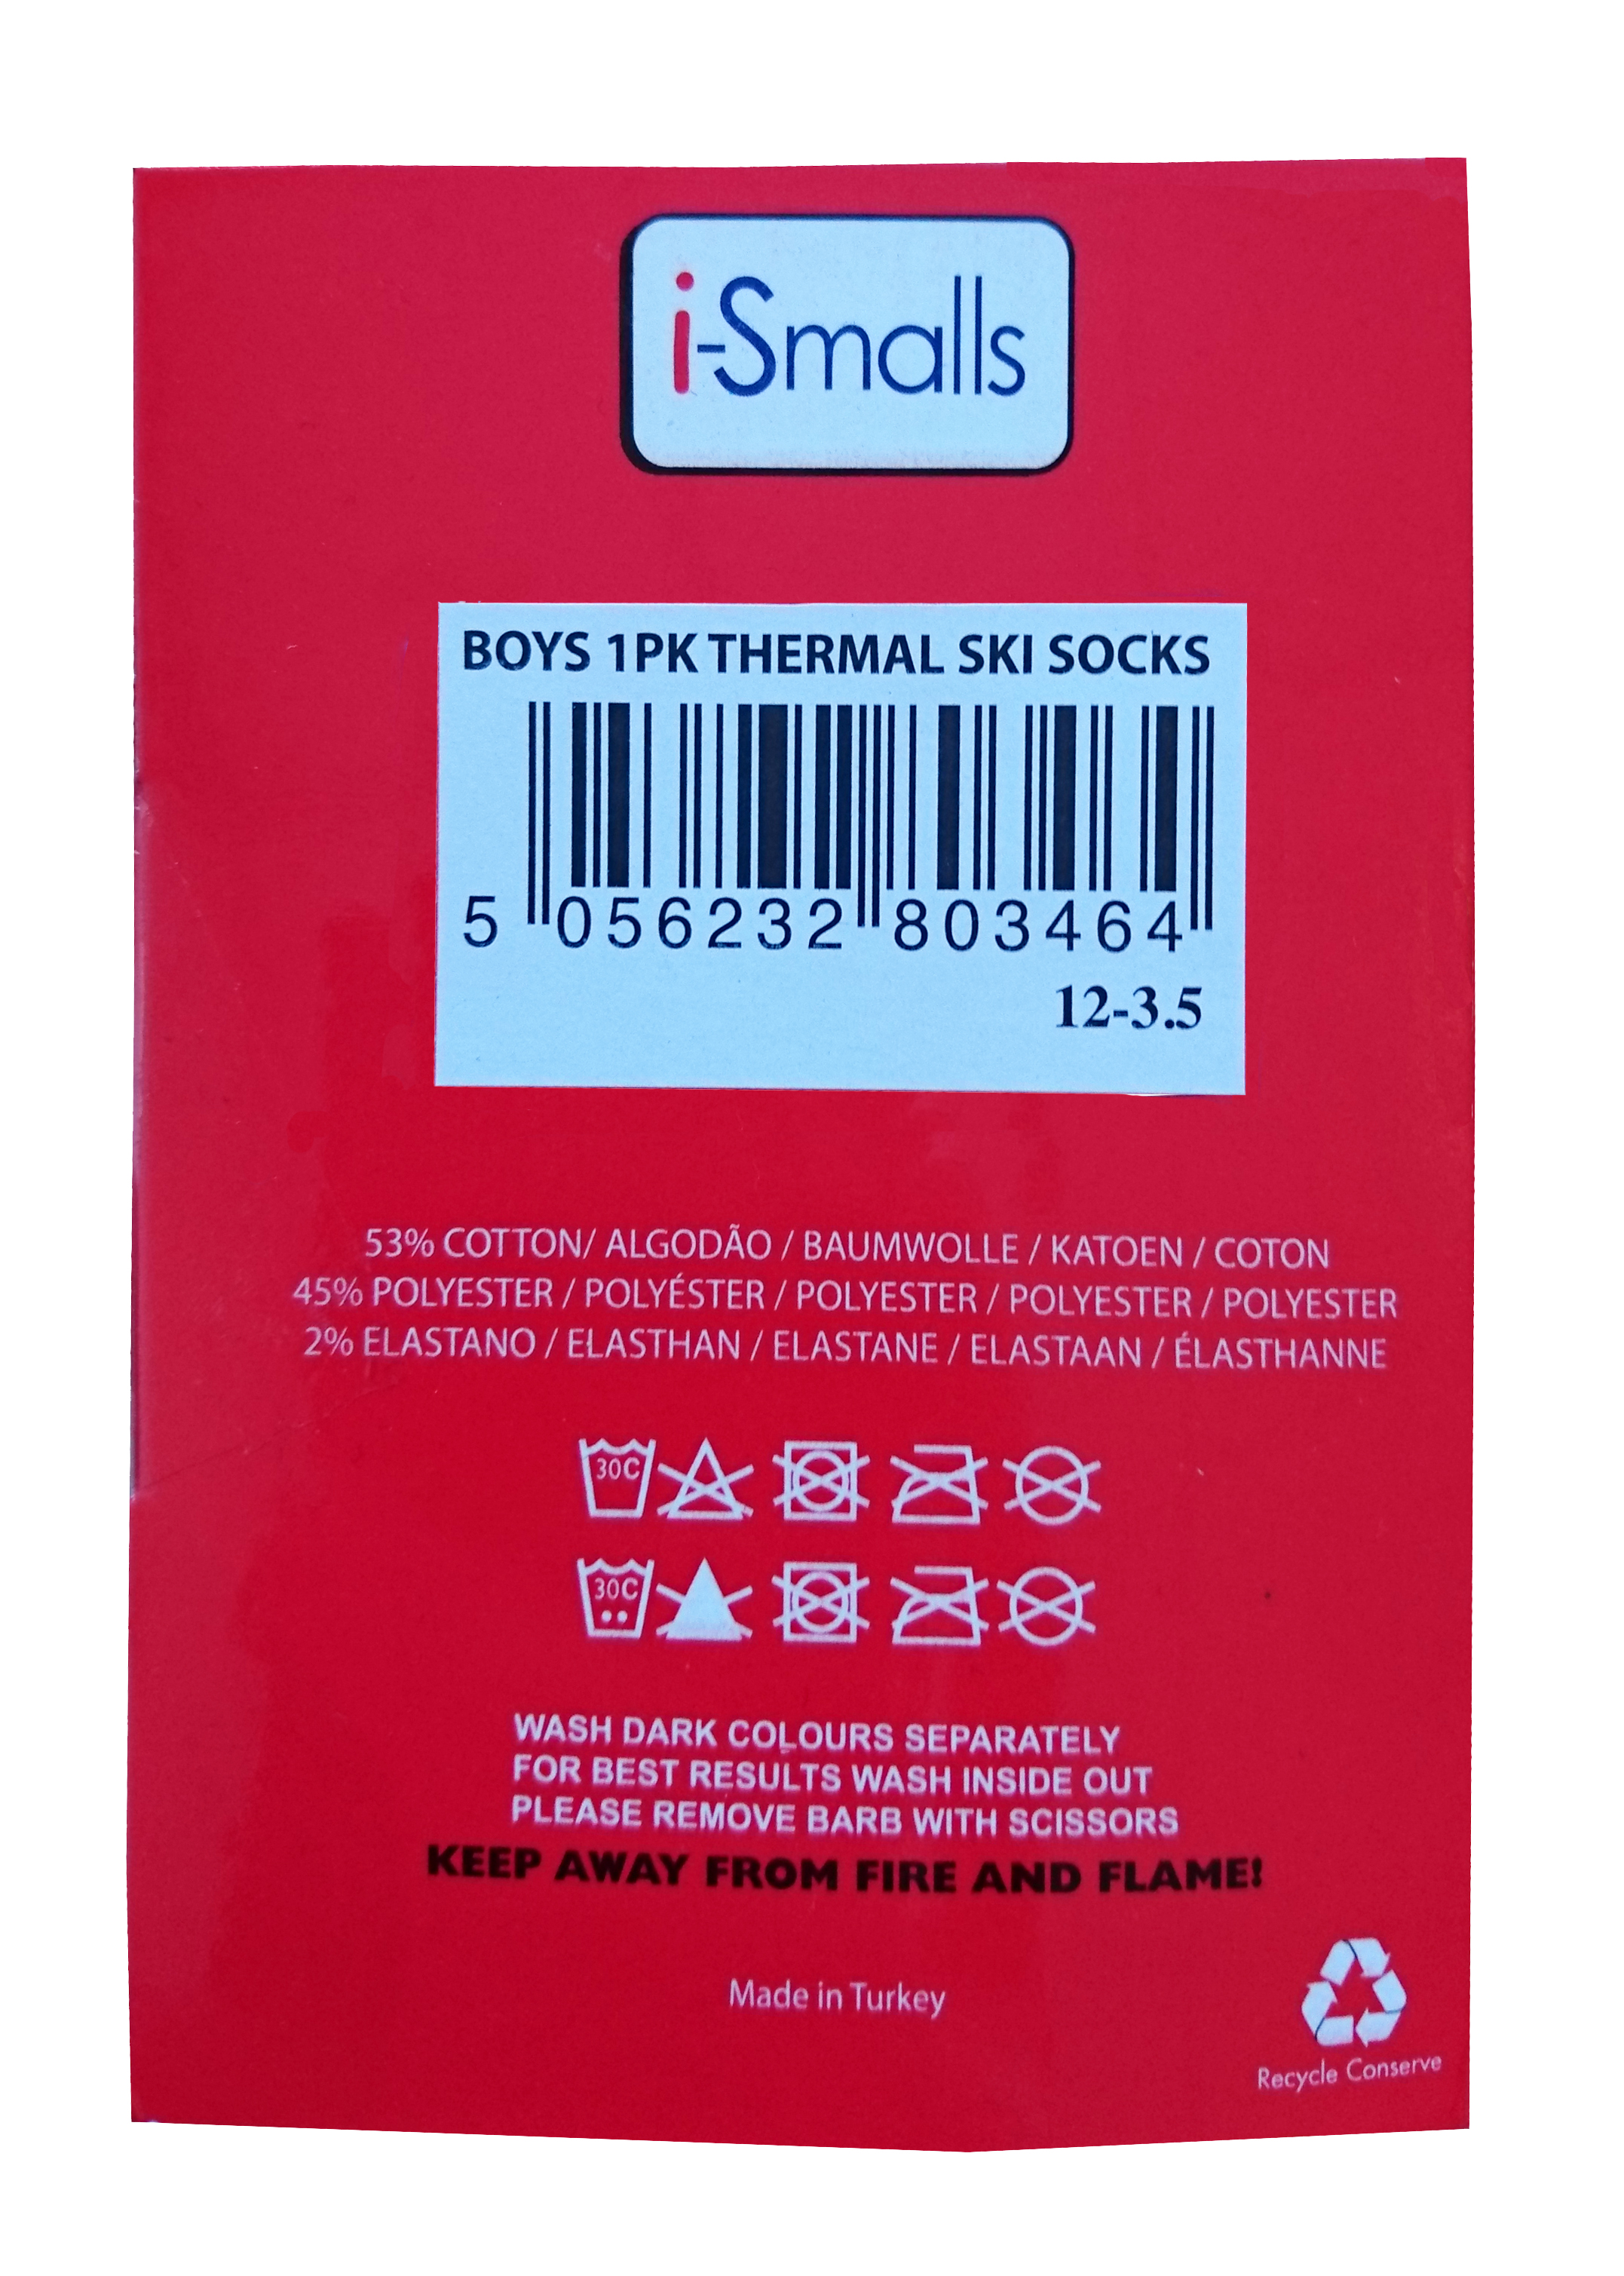 i-Smalls
BOYS 1PK THERMAL SKI SOCKS
5 056232 803464
12-3.5
53% COTTON/ ALGODÃO / BAUMWOLLE / KATOEN / COTON
45% POLYESTER / POLYÉSTER / POLYESTER / POLYESTER / POLYESTER
2% ELASTANO / ELASTHAN / ELASTANE / ELASTAAN / ÉLASTHANNE
30C
30C
WASH DARK COLOURS SEPARATELY
FOR BEST RESULTS WASH INSIDE OUT
PLEASE REMOVE BARB WITH SCISSORS
KEEP AWAY FROM FIRE AND FLAME!
Made in Turkey
Recycle Conserve